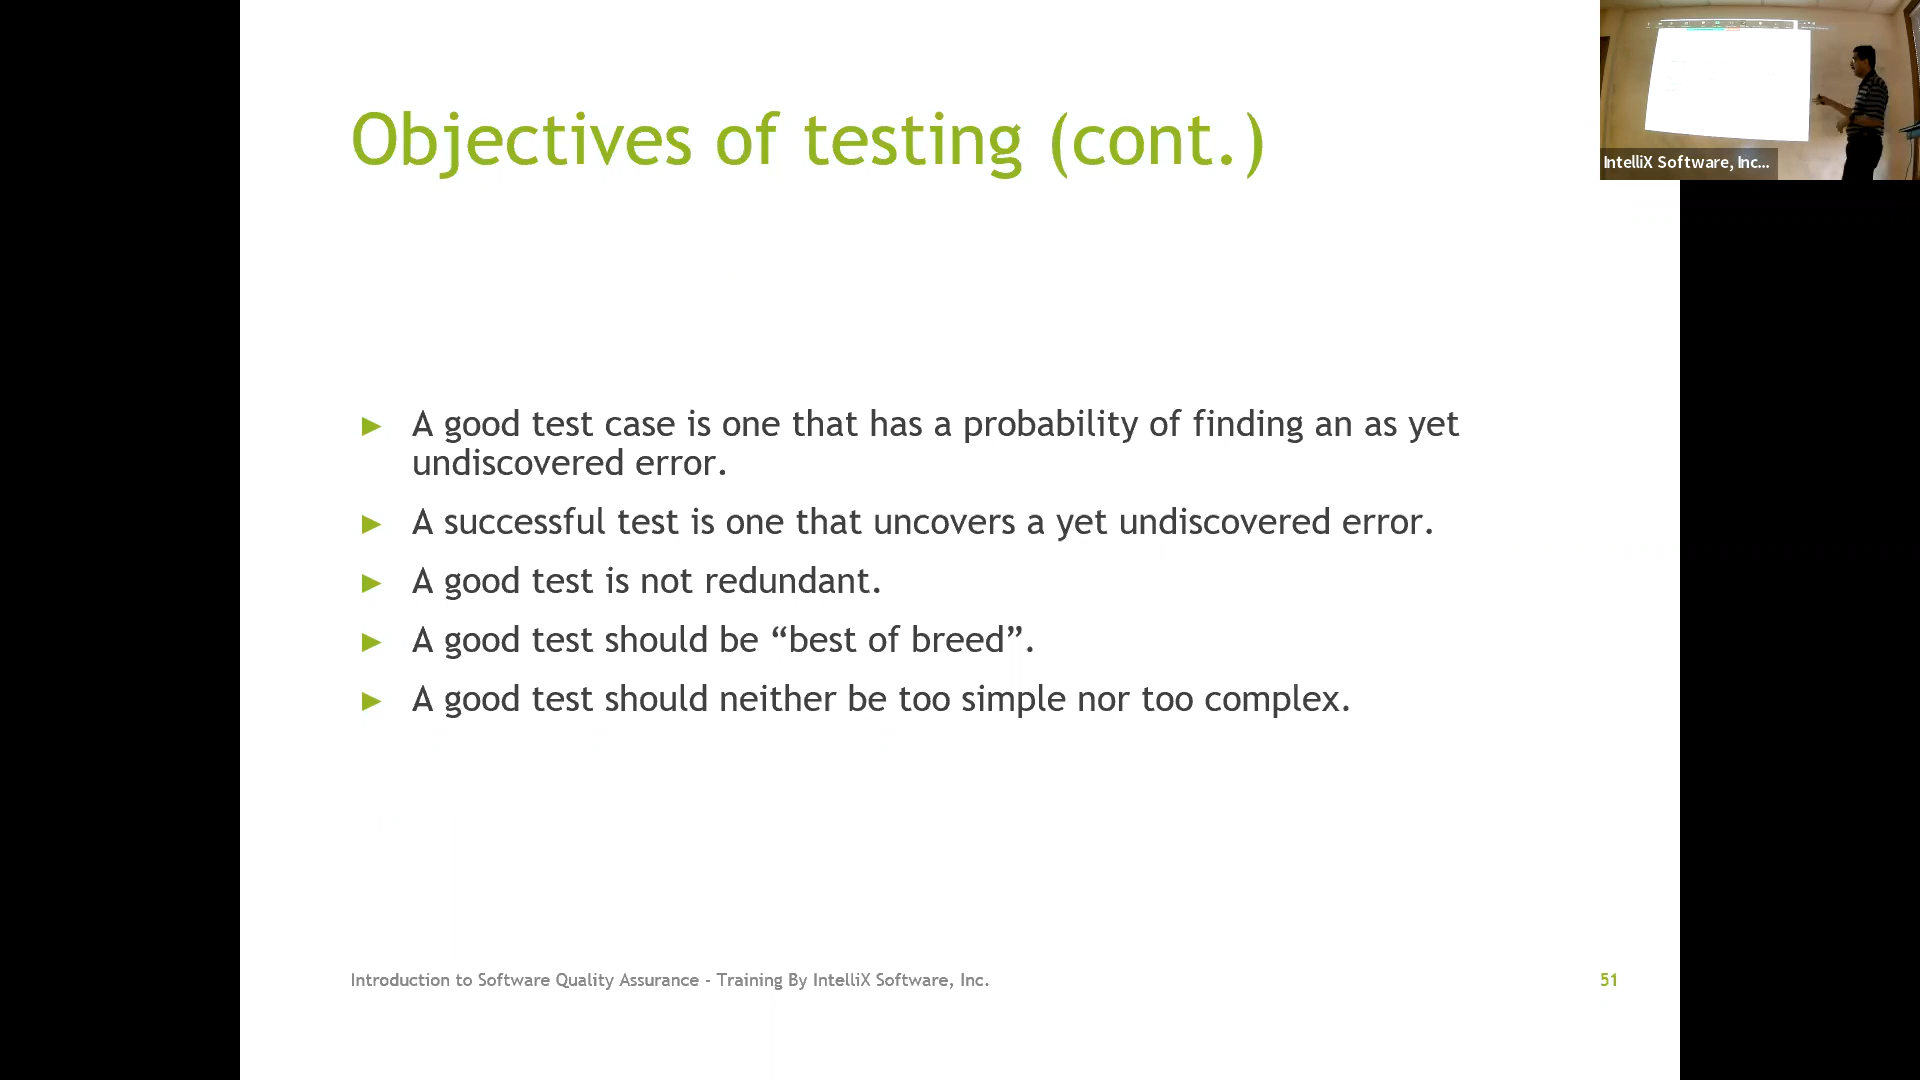 Objectives of testing (cont.)
IntelliX Software, Inc...
► A good test case is one that has a probability of finding an as yet
undiscovered error.
► A successful test is one that uncovers a yet undiscovered error.
► A good test is not redundant.
► A good test should be “best of breed”.
► A good test should neither be too simple nor too complex.
Introduction to Software Quality Assurance - Training By IntelliX Software, Inc.
51